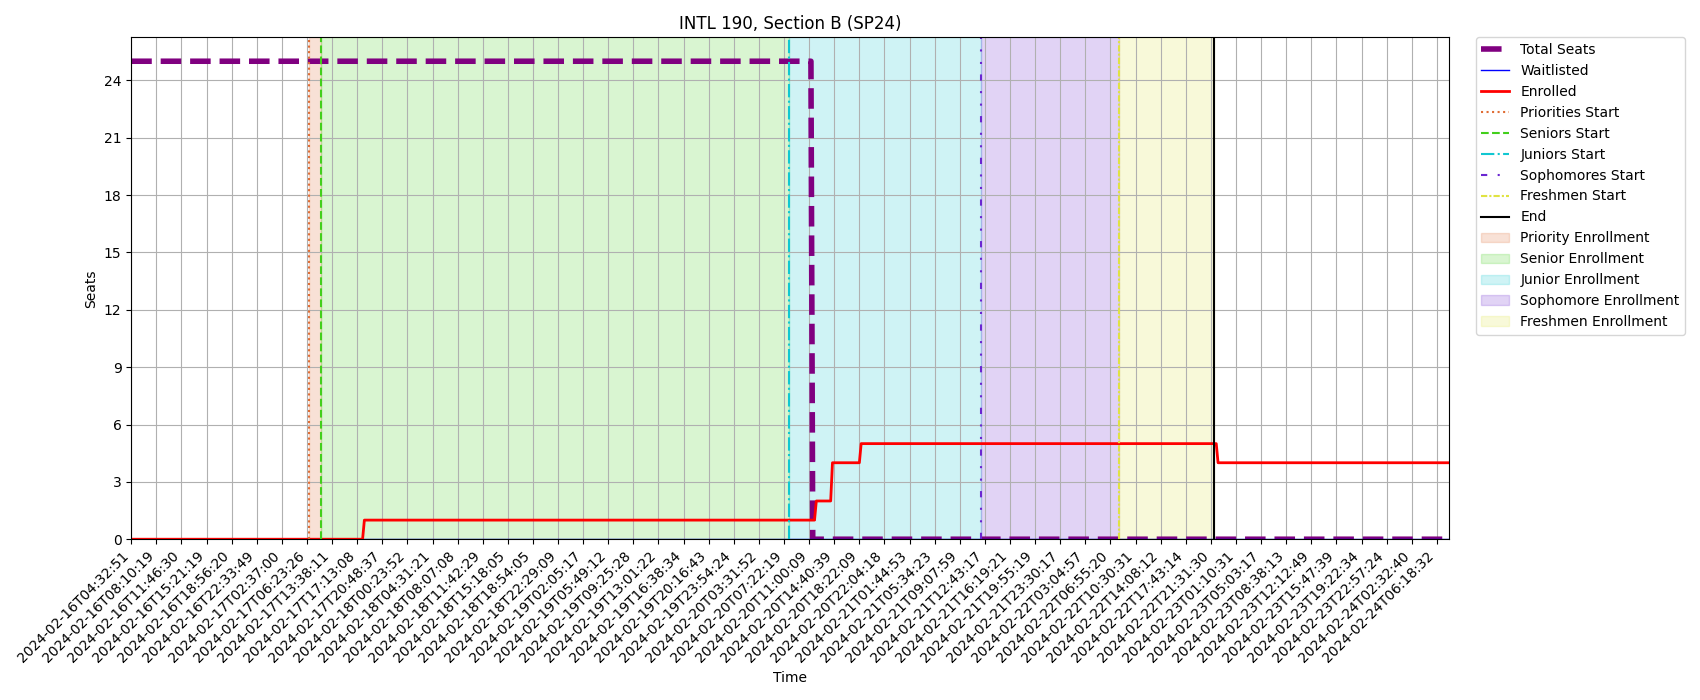 INTL 190, Section B (SP24)
Seats
24
21
18
15
12
9
6
3
0
2024-02-16T04:32:51
2024-02-16T08:10:19
2024-02-16T11:46:30
2024-02-16T15:21:19
2024-02-16T18:56:20
2024-02-16T22:33:49
2024-02-17T02:37:00
2024-02-17T06:23:26
2024-02-17T13:38:11
2024-02-17T17:13:08
2024-02-17T20:48:37
2024-02-18T00:23:52
2024-02-18T04:31:21
2024-02-18T08:07:08
2024-02-18T11:42:29
2024-02-18T15:18:05
2024-02-18T18:54:05
2024-02-18T22:29:09
2024-02-19T02:05:17
2024-02-19T05:49:12
2024-02-19T09:25:28
2024-02-19T13:01:22
2024-02-19T16:38:34
2024-02-19T20:16:43
2024-02-19T23:54:24
2024-02-20T03:31:52
2024-02-20T07:22:19
2024-02-20T11:00:09
2024-02-20T14:40:39
2024-02-20T18:22:09
2024-02-20T22:04:18
2024-02-21T01:44:53
2024-02-21T05:34:23
2024-02-21T09:07:59
2024-02-21T12:43:17
2024-02-21T16:19:21
2024-02-21T19:55:19
2024-02-21T23:30:17
2024-02-22T03:04:57
2024-02-22T06:55:20
2024-02-22T10:30:31
2024-02-22T14:08:12
2024-02-22T17:43:14
2024-02-22T21:31:30
2024-02-23T01:10:31
2024-02-23T05:03:17
2024-02-23T08:38:13
2024-02-23T12:12:49
2024-02-23T15:47:39
2024-02-23T19:22:34
2024-02-23T22:57:24
2024-02-24T02:32:40
2024-02-24T06:18:32
Time
Total Seats
Waitlisted
Enrolled
Priorities Start
Seniors Start
Juniors Start
Sophomores Start
Freshmen Start
End
Priority Enrollment
Senior Enrollment
Junior Enrollment
Sophomore Enrollment
Freshmen Enrollment